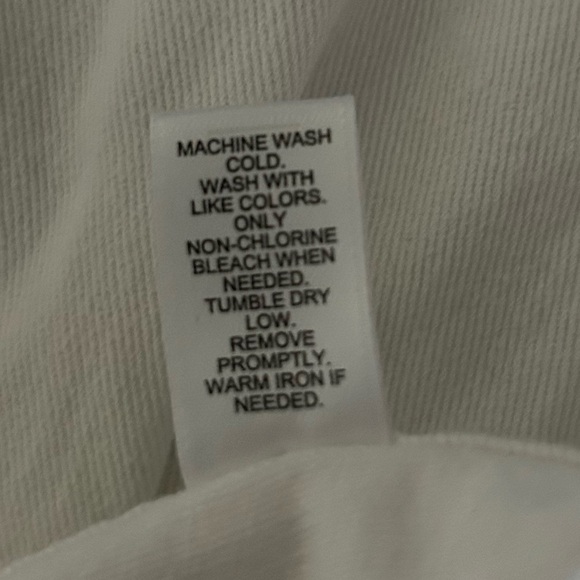 MACHINE WASH
COLD.
WASH WITH
LIKE COLORS.
ONLY
NON-CHLORINE
BLEACH WHEN
NEEDED.
TUMBLE DRY
LOW.
REMOVE
PROMPTLY.
WARM IRON IF
NEEDED.